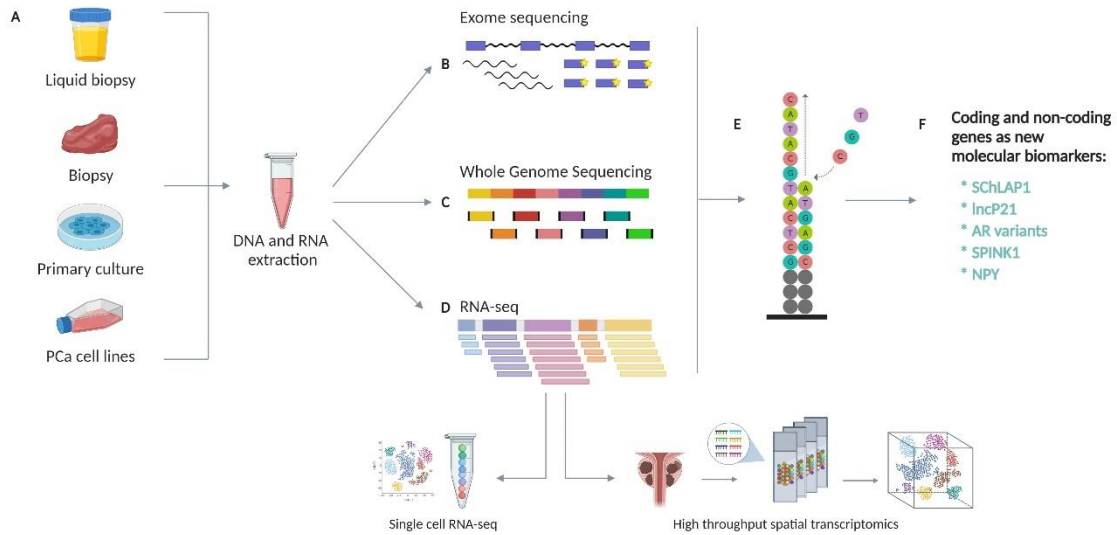 A
Liquid biopsy
Biopsy
Primary culture
PCa cell lines
DNA and RNA
extraction
Exome sequencing
B
Whole Genome Sequencing
C
D
RNA-seq
Single cell RNA-seq
High throughput spatial transcriptomics
E
C
A
T
A
C
G
T A
A T
C G
T A
C G
G C
T
G
C
F
Coding and non-coding
genes as new
molecular biomarkers:
* SChLAP1
* lncP21
* AR variants
* SPINK1
* NPY